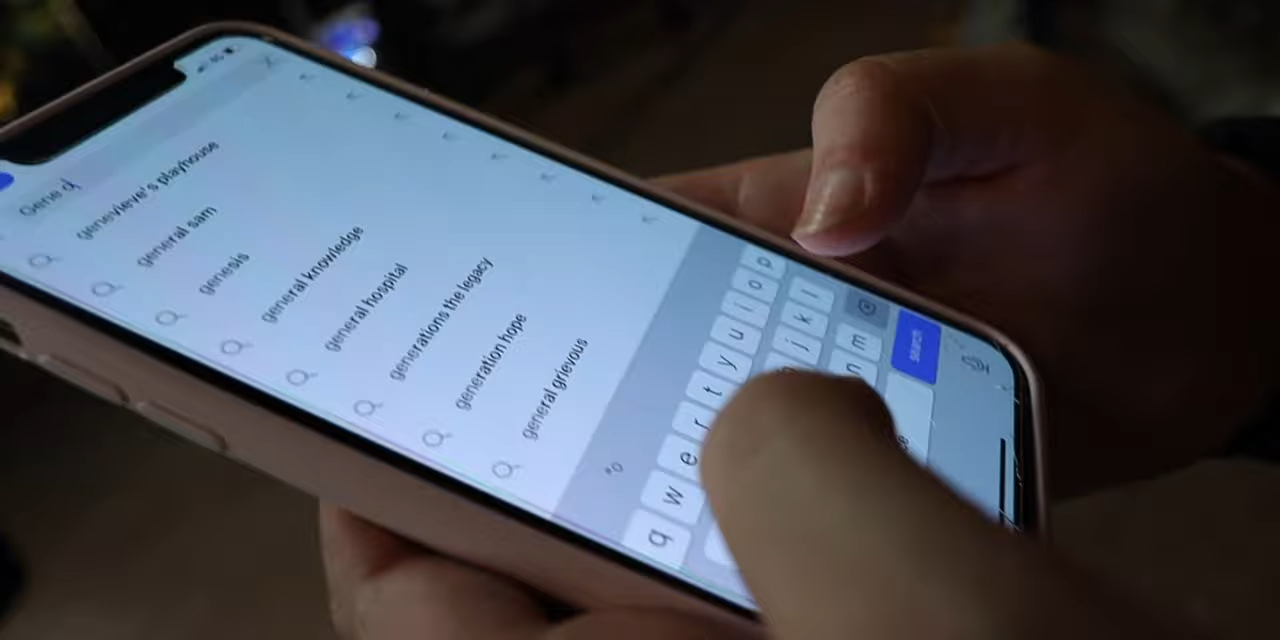 Gene
genevieve's playhouse
general sam
genesis
general knowledge
general hospital
generations the legacy
generation hope
general grievous
q w e r t y u i o p
j k l
n m
search